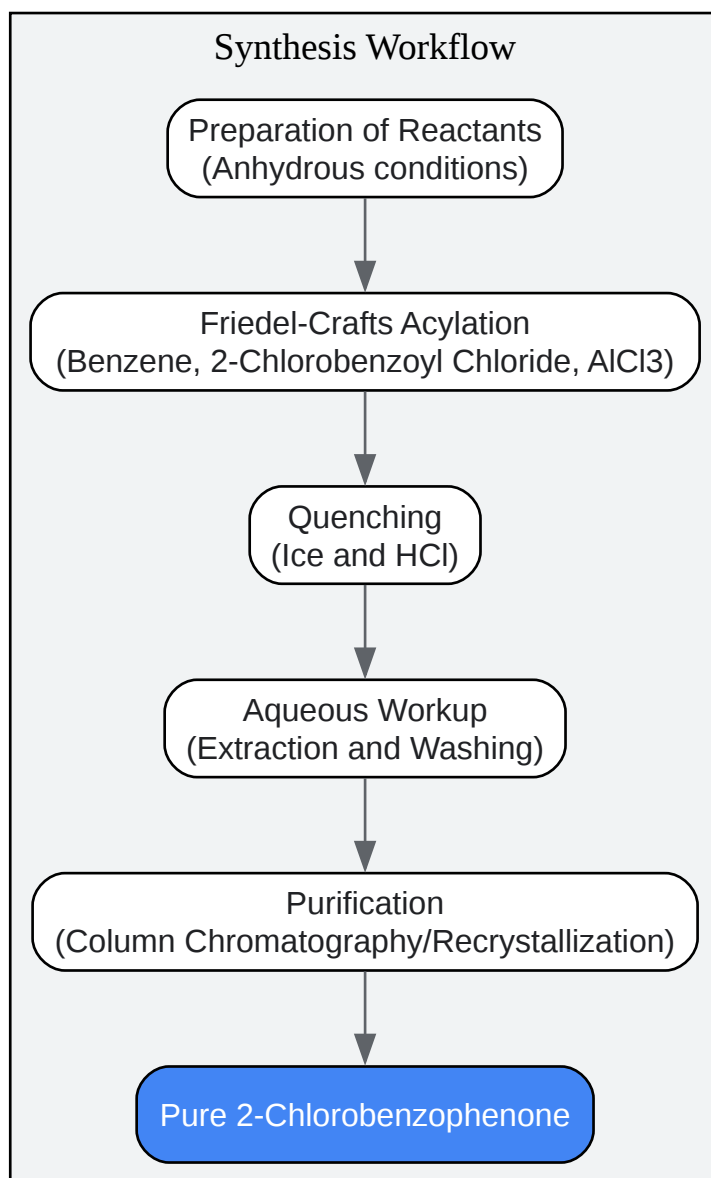 Synthesis Workflow
Preparation of Reactants
(Anhydrous conditions)
Friedel-Crafts Acylation
(Benzene, 2-Chlorobenzoyl Chloride, AlCl3)
Quenching
(Ice and HCl)
Aqueous Workup
(Extraction and Washing)
Purification
(Column Chromatography/Recrystallization)
Pure 2-Chlorobenzophenone